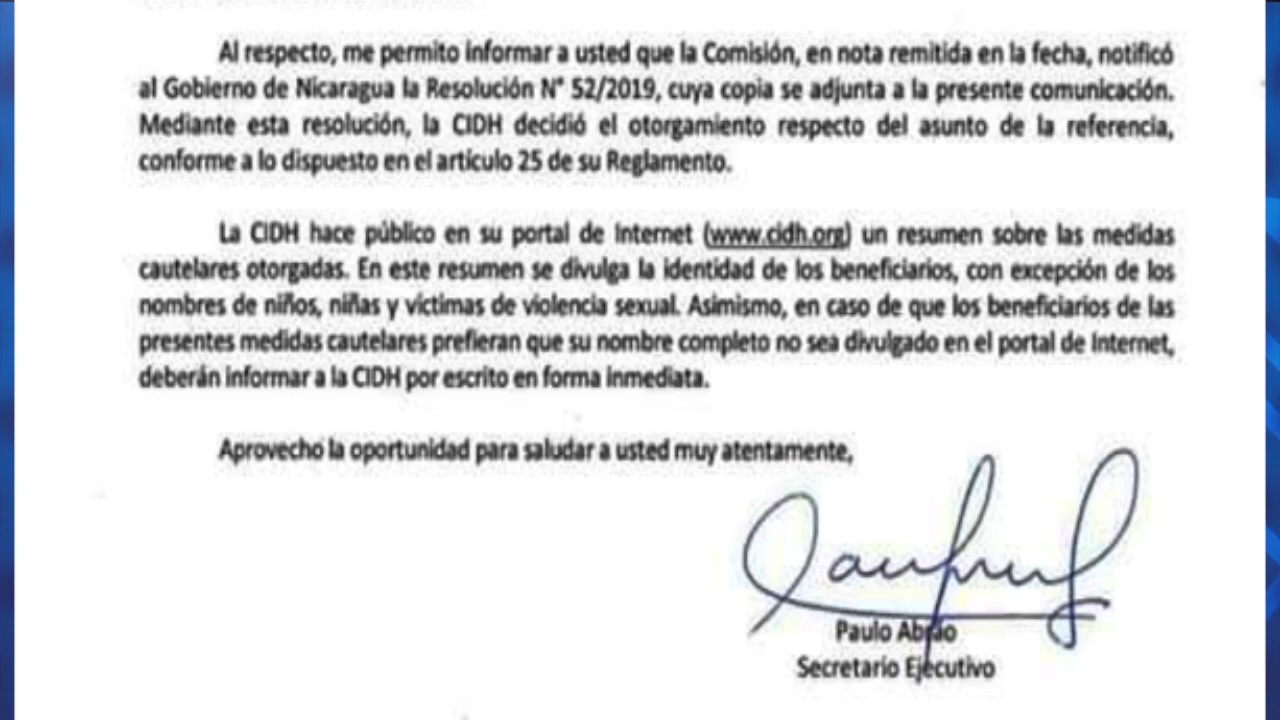 Al respecto, me permito informar a usted que la Comisión, en nota remitida en la fecha, notificó
al Gobierno de Nicaragua la Resolución N° 52/2019, cuya copia se adjunta a la presente comunicación.
Mediante esta resolución, la CIDH decidió el otorgamiento respecto del asunto de la referencia,
conforme a lo dispuesto en el artículo 25 de su Reglamento.
La CIDH hace público en su portal de Internet (www.cidh.org) un resumen sobre las medidas
cautelares otorgadas. En este resumen se divulga la identidad de los beneficiarios, con excepción de los
nombres de niños, niñas y víctimas de violencia sexual. Asimismo, en caso de que los beneficiarios de las
presentes medidas cautelares prefieran que su nombre completo no sea divulgado en el portal de Internet,
deberán informar a la CIDH por escrito en forma inmediata.
Aprovecho la oportunidad para saludar a usted muy atentamente,
Paulo Abrão
Secretario Ejecutivo